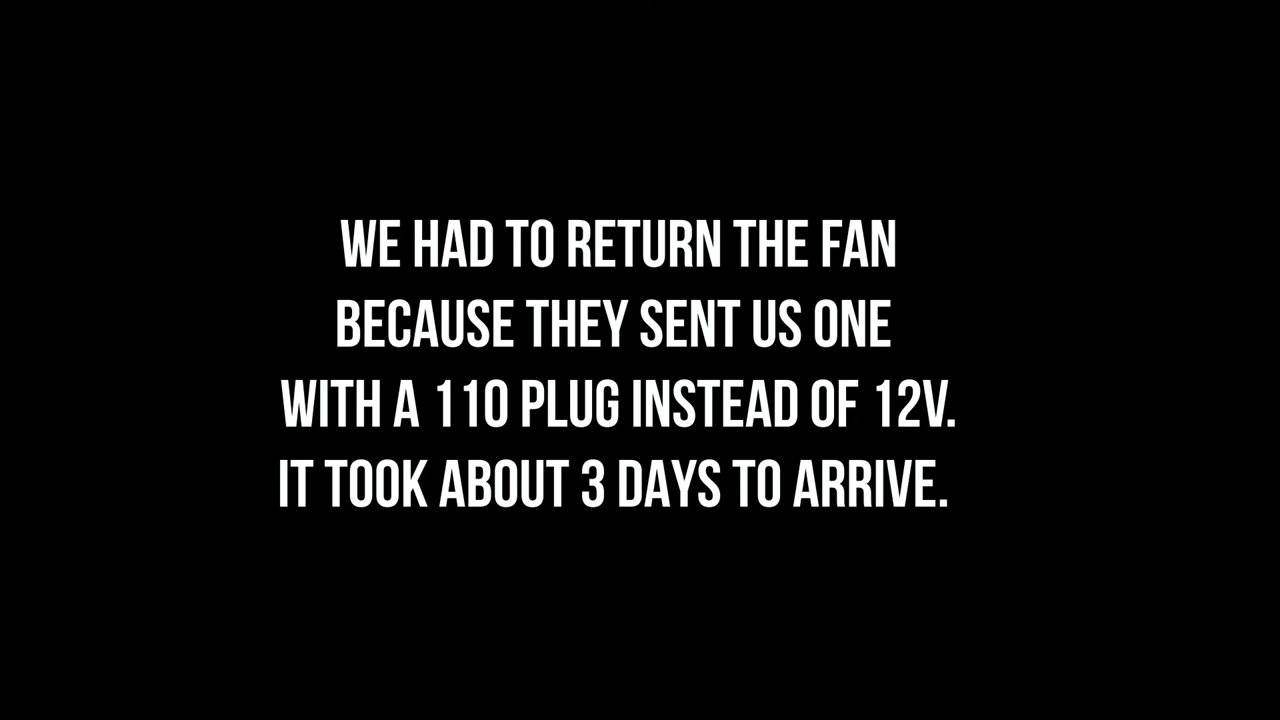 WE HAD TO RETURN THE FAN
BECAUSE THEY SENT US ONE
WITH A 110 PLUG INSTEAD OF 12V.
IT TOOK ABOUT 3 DAYS TO ARRIVE.